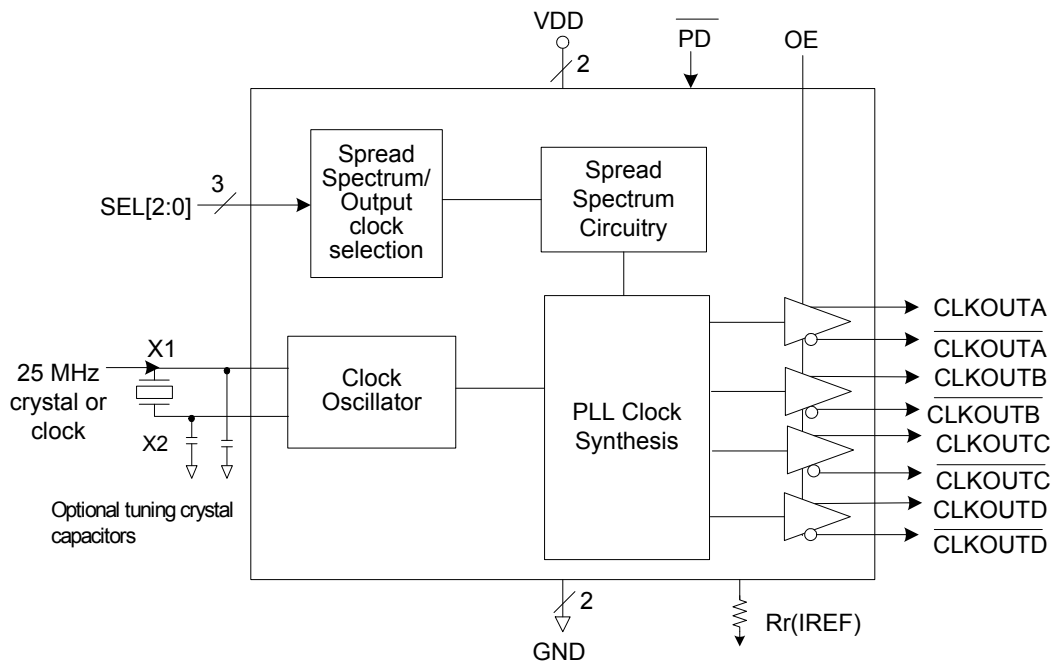 VDD
PD
OE
2
Spread
Spectrum/
Output
clock
selection
Spread
Spectrum
Circuitry
3
SEL[2:0]
X1
25 MHz
crystal or
clock
X2
Clock
Oscillator
PLL Clock
Synthesis
CLKOUTA
CLKOUTA
CLKOUTB
CLKOUTB
CLKOUTC
CLKOUTC
CLKOUTD
CLKOUTD
Optional tuning crystal
capacitors
2
GND
Rr(IREF)